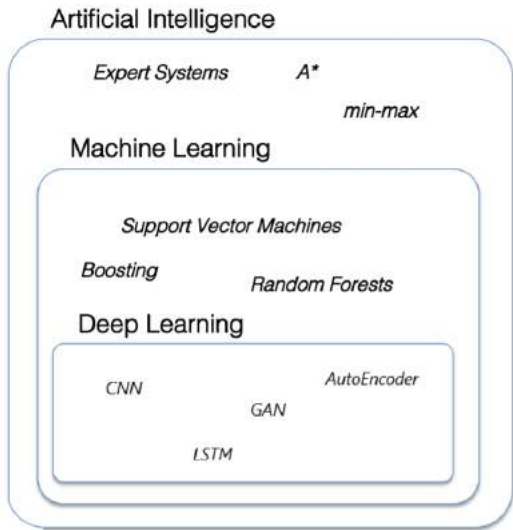 Artificial Intelligence
Expert Systems A*
min-max
Machine Learning
Support Vector Machines
Boosting
Random Forests
Deep Learning
CNN AutoEncoder
GAN
LSTM